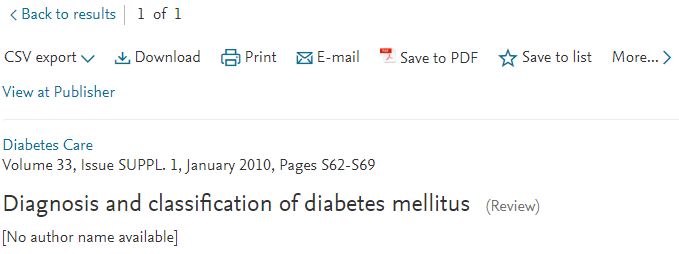 Back to results 1 of 1
CSV export Download Print E-mail PDF Save to PDF Save to list More...
View at Publisher
Diabetes Care
Volume 33, Issue SUPPL. 1, January 2010, Pages S62-S69
Diagnosis and classification of diabetes mellitus (Review)
[No author name available]